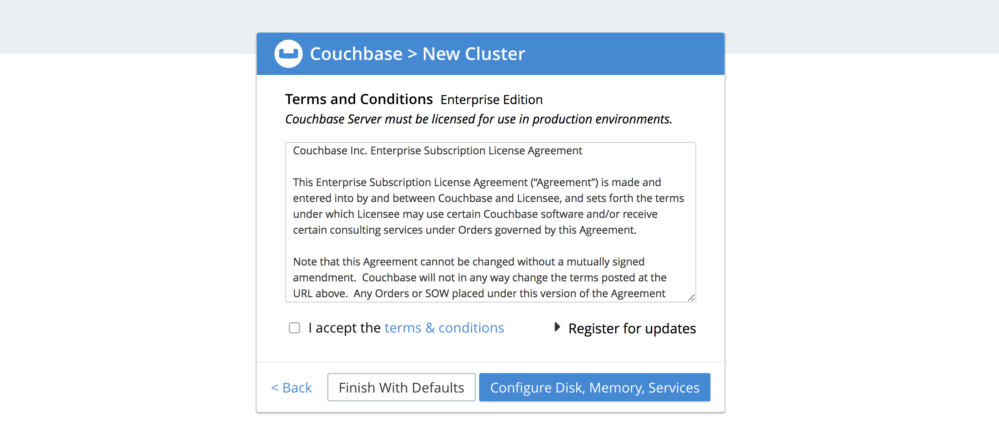 Couchbase > New Cluster
Terms and Conditions Enterprise Edition
Couchbase Server must be licensed for use in production environments.
Couchbase Inc. Enterprise Subscription License Agreement
This Enterprise Subscription License Agreement (“Agreement”) is made and
entered into by and between Couchbase and Licensee, and sets forth the terms
under which Licensee may use certain Couchbase software and/or receive
certain consulting services under Orders governed by this Agreement.
Note that this Agreement cannot be changed without a mutually signed
amendment.  Couchbase will not in any way change the terms posted at the
URL above.  Any Orders or SOW placed under this version of the Agreement
I accept the terms & conditions
Register for updates
< Back
Finish With Defaults
Configure Disk, Memory, Services